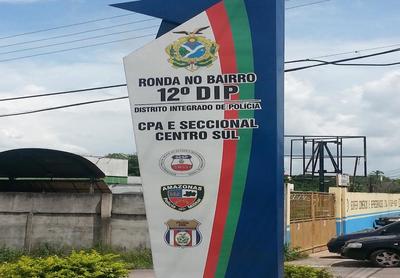 RONDA NO BAIRRO
12º DIP
DISTRITO INTEGRADO DE POLÍCIA
CPA E SECCIONAL
CENTRO SUL
AMAZONAS